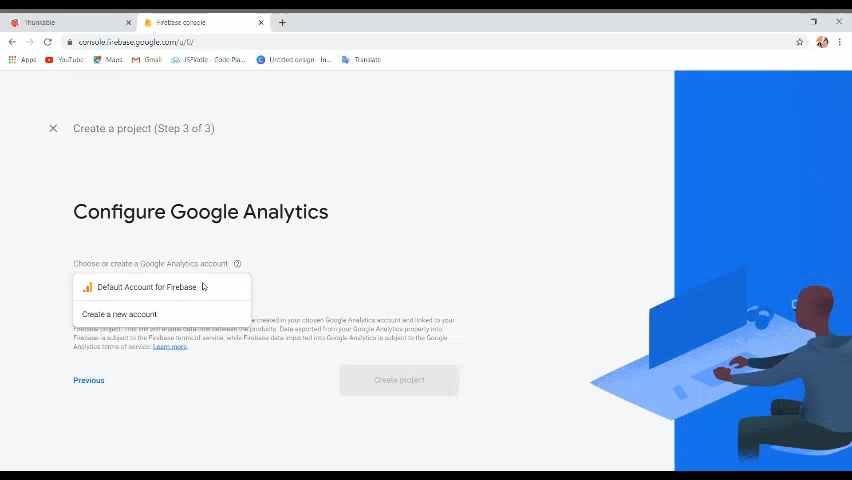 Thunkable
Firebase console
console.firebase.google.com/u/0/
Apps YouTube Maps Gmail JSFiddle - Code Pla... Untitled design - In... Translate
Create a project (Step 3 of 3)
Configure Google Analytics
Choose or create a Google Analytics account
Default Account for Firebase
Create a new account
e created in your chosen Google Analytics account and linked to your
Firebase project. This link will enable data flow between the products. Data exported from your Google Analytics property into
Firebase is subject to the Firebase terms of service, while Firebase data imported into Google Analytics is subject to the Google
Analytics terms of service. Learn more.
Previous
Create project